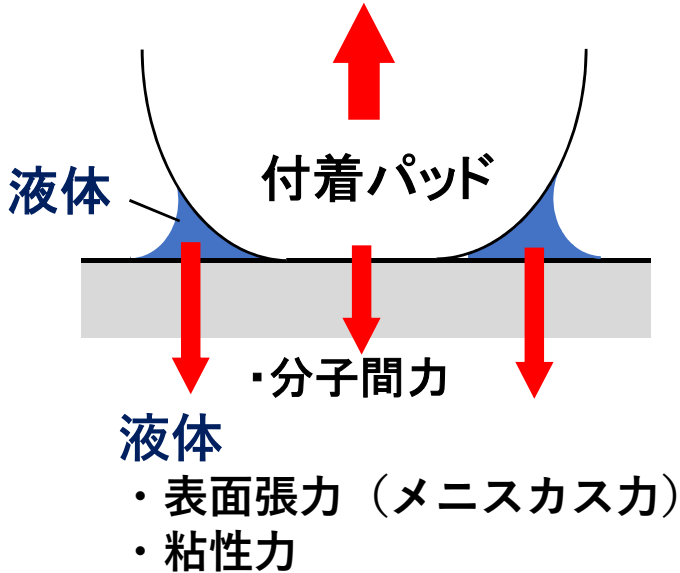 付着パッド
液体
・分子間力
液体
・表面張力（メニスカス力）
・粘性力